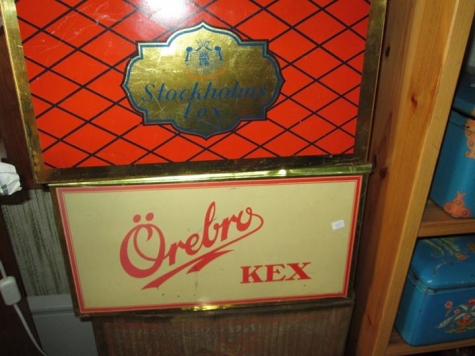 Stockholms
Kex
Örebro
KEX